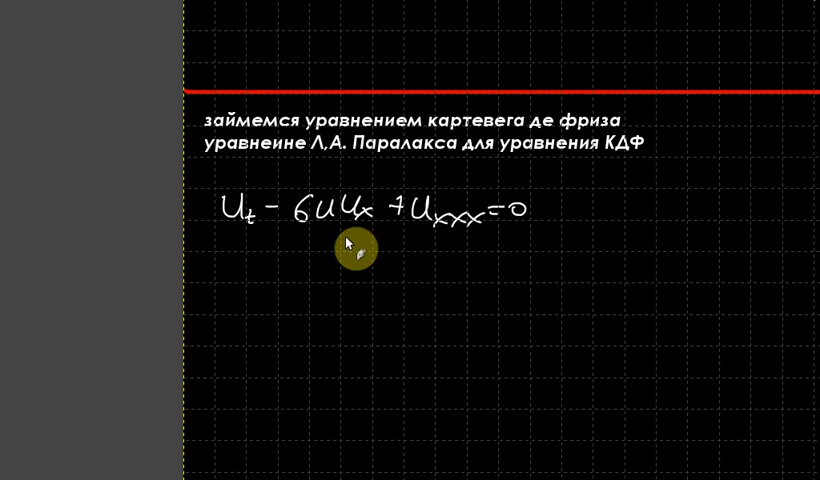 займемся уравнением картевега де фриза
уравнеине Л,А. Паралакса для уравнения КДФ
U_t - 6UU_x + U_xxx = 0